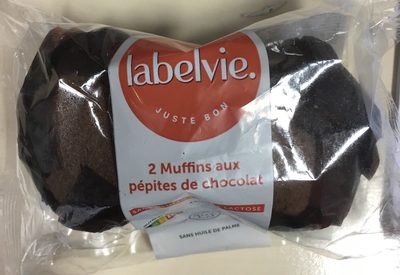 labelvie.
JUSTE BON
2 Muffins aux
pépites de chocolat
LACTOSE
SANS HUILE DE PALME